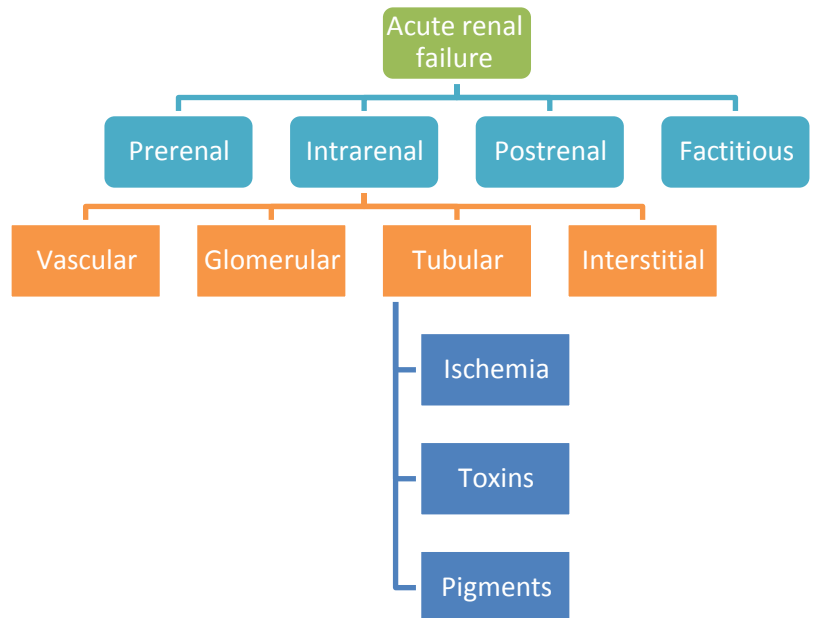 Acute renal
failure
Prerenal
Intrarenal
Postrenal
Factitious
Vascular
Glomerular
Tubular
Interstitial
Ischemia
Toxins
Pigments